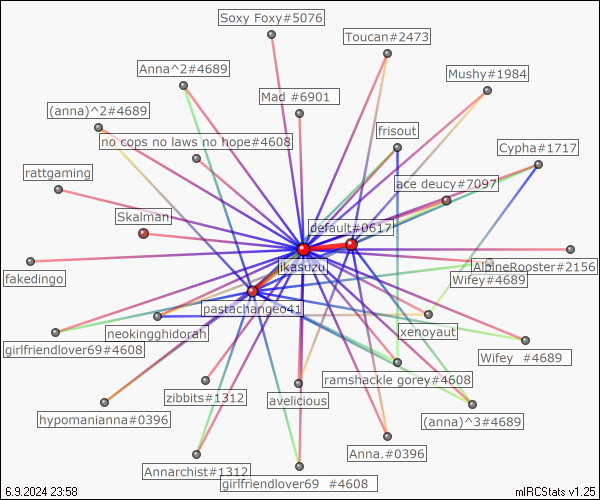 Soxy Foxy#5076
Toucan#2473
Anna^2#4689
Mushy#1984
Mad #6901
(anna)^2#4689
frisout
no cops no laws no hope#4608
Cypha#1717
rattgaming
ace deucy#7097
Skalman
default#0617
jikasuzu
fakedingo
AlpineRooster#2156
Wifey#4689
pastachangeo41
neokingghidorah
xenoyaut
girlfriendlover69#4608
Wifey #4689
ramshackle gorey #4608
zibbits#1312
avelicious
hypomanianna#0396
(anna)^3#4689
Anna.#0396
Annarchist#1312
girlfriendlover69 #4608
6.9.2024 23:58
mIRCStats v1.25